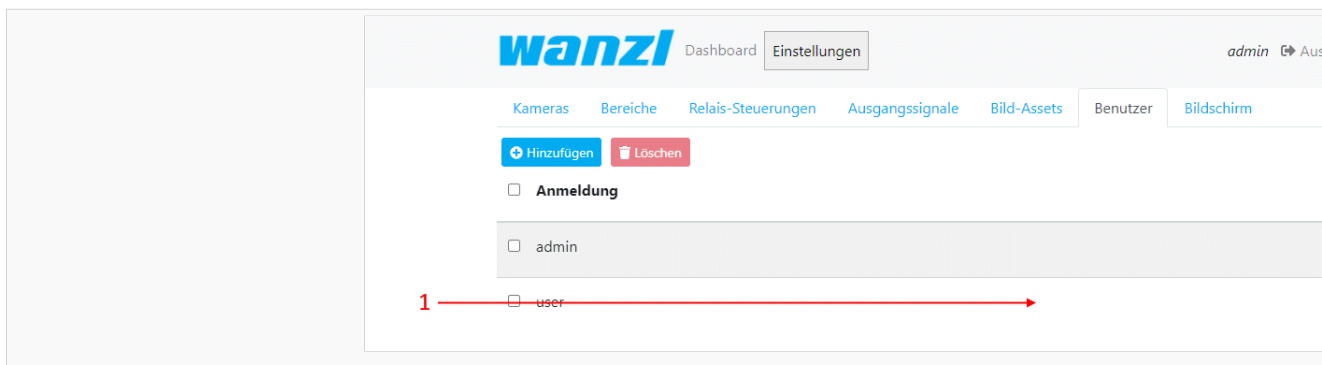 wanzl Dashboard Einstellungen admin Aus
Kameras Bereiche Relais-Steuerungen Ausgangssignale Bild-Assets Benutzer Bildschirm
Hinzufügen Löschen
Anmeldung
admin
1 user